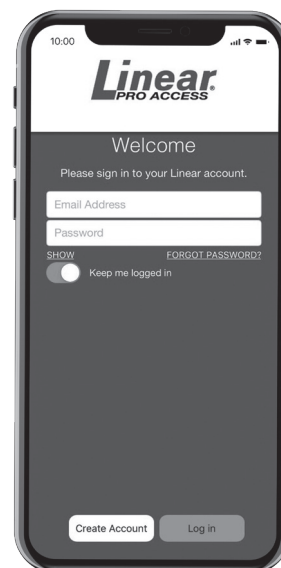 10:00
Linear®
PRO ACCESS
Welcome
Please sign in to your Linear account.
Email Address
Password
SHOW FORGOT PASSWORD?
Keep me logged in
Create Account Log in